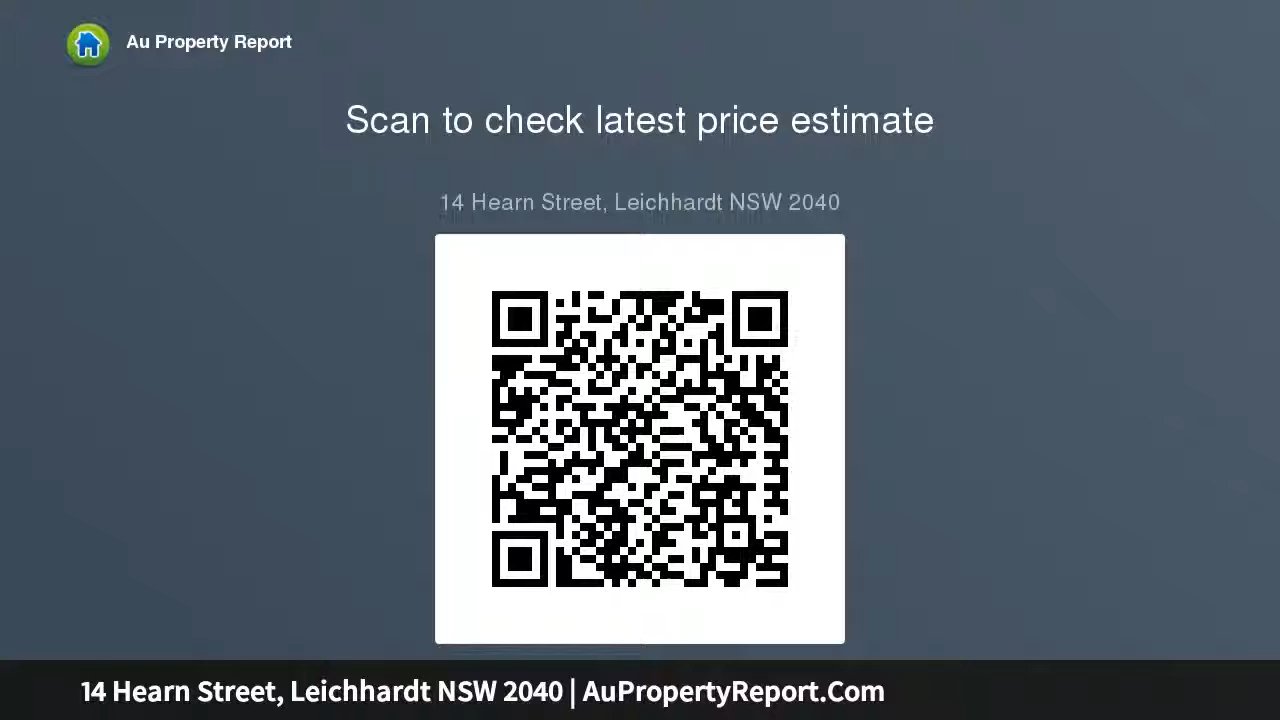 Au Property Report
Scan to check latest price estimate
14 Hearn Street, Leichhardt NSW 2040
14 Hearn Street, Leichhardt NSW 2040 | AuPropertyReport.Com